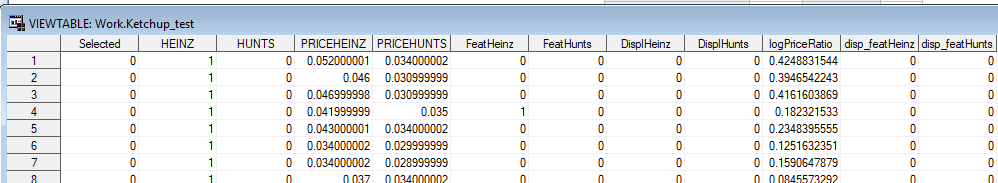 VIEWTABLE: Work.Ketchup_test
Selected HEINZ HUNTS PRICEHEINZ PRICEHUNTS FeatHeinz FeatHunts DisplHeinz DisplHunts logPriceRatio disp_featHeinz disp_featHunts
1 0 1 0 0.052000001 0.034000002 0 0 0 0 0.4248831544 0 0
2 0 1 0 0.046 0.030999999 0 0 0 0 0.3946542243 0 0
3 0 1 0 0.046999998 0.030999999 0 0 0 0 0.4161603869 0 0
4 0 1 0 0.041999999 0.035 1 0 0 0 0.182321533 0 0
5 0 1 0 0.043000001 0.034000002 0 0 0 0 0.2348395555 0 0
6 0 1 0 0.034000002 0.029999999 0 0 0 0 0.1251632351 0 0
7 0 1 0 0.034000002 0.028999999 0 0 0 0 0.1590647879 0 0
8 0 1 0 0.037 0.034000002 0 0 0 0 0.0845573292 0 0